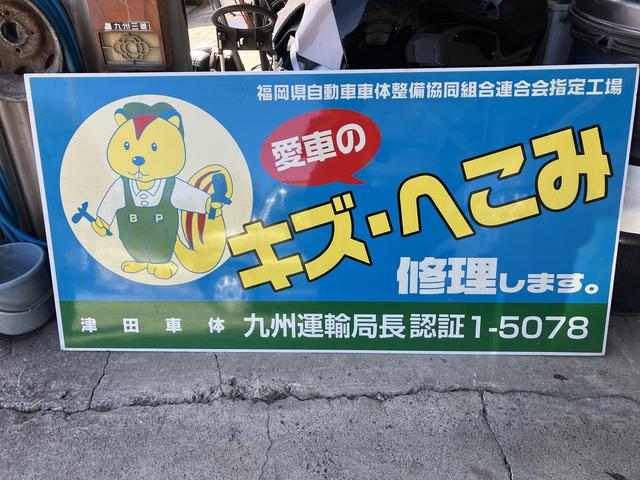 福岡県自動車車体整備協同組合連合会指定工場
愛車の
キズ・へこみ
修理します。
B P
津田車体 九州運輸局長認証1-5078